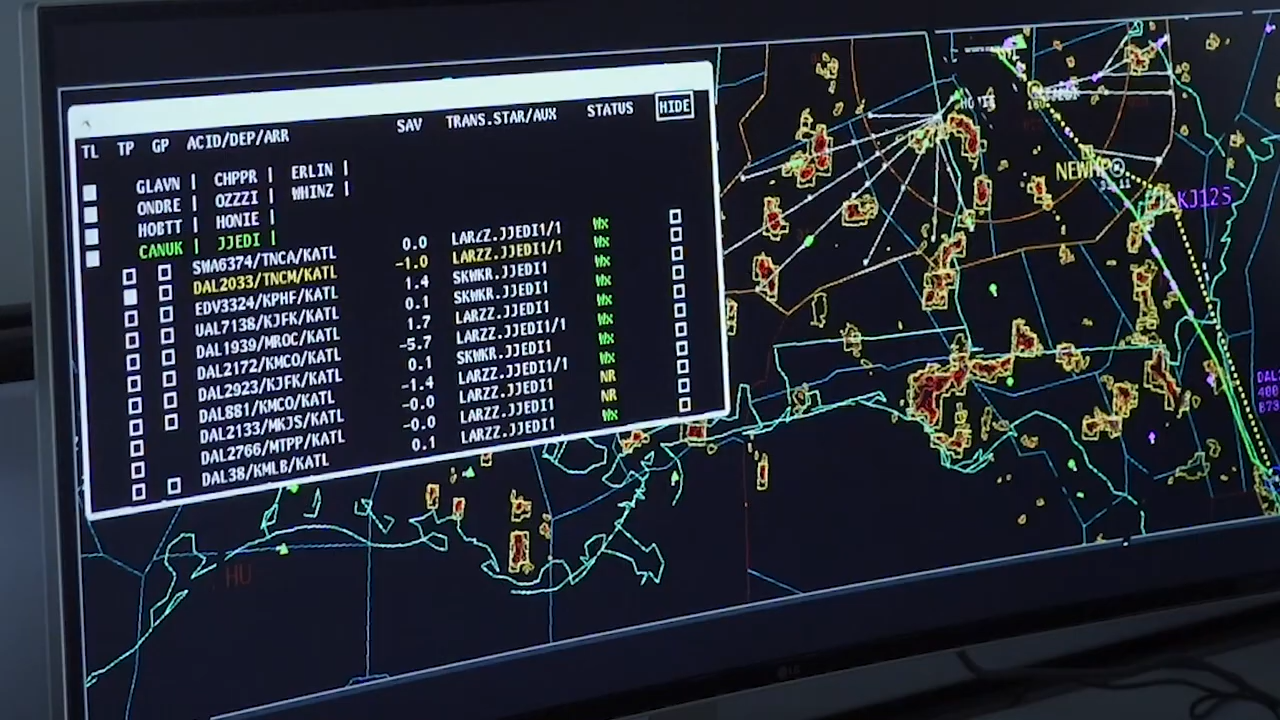 TL TP GP ACID/DEP/ARR SAV TRANS.STAR/AUX STATUS HIDE
GLAVN | CHPPR | ERLIN |
ONDRE | OZZZI | WHINZ |
HOBTT | HONIE |
CANUK | JJEDI |
SWA6374/TNCA/KATL 0.0 LARZZ.JJEDI1/1 Wx
DAL2033/TNCM/KATL -1.0 LARZZ.JJEDI1/1 Wx
EDV3324/KPHF/KATL 1.4 SKWKR.JJEDI1 Wx
UAL7138/KJFK/KATL 0.1 SKWKR.JJEDI1 Wx
DAL1939/MROC/KATL 1.7 LARZZ.JJEDI1 Wx
DAL2172/KMCO/KATL -5.7 LARZZ.JJEDI1/1 Wx
DAL2923/KJFK/KATL 0.1 SKWKR.JJEDI1 Wx
DAL881/KMCO/KATL -1.4 LARZZ.JJEDI1/1 Wx
DAL2133/MKJS/KATL -0.0 LARZZ.JJEDI1 NR
DAL2766/MTPP/KATL -0.0 LARZZ.JJEDI1 NR
DAL38/KMLB/KATL 0.1 LARZZ.JJEDI1 Wx
KJ12S
HU
LG